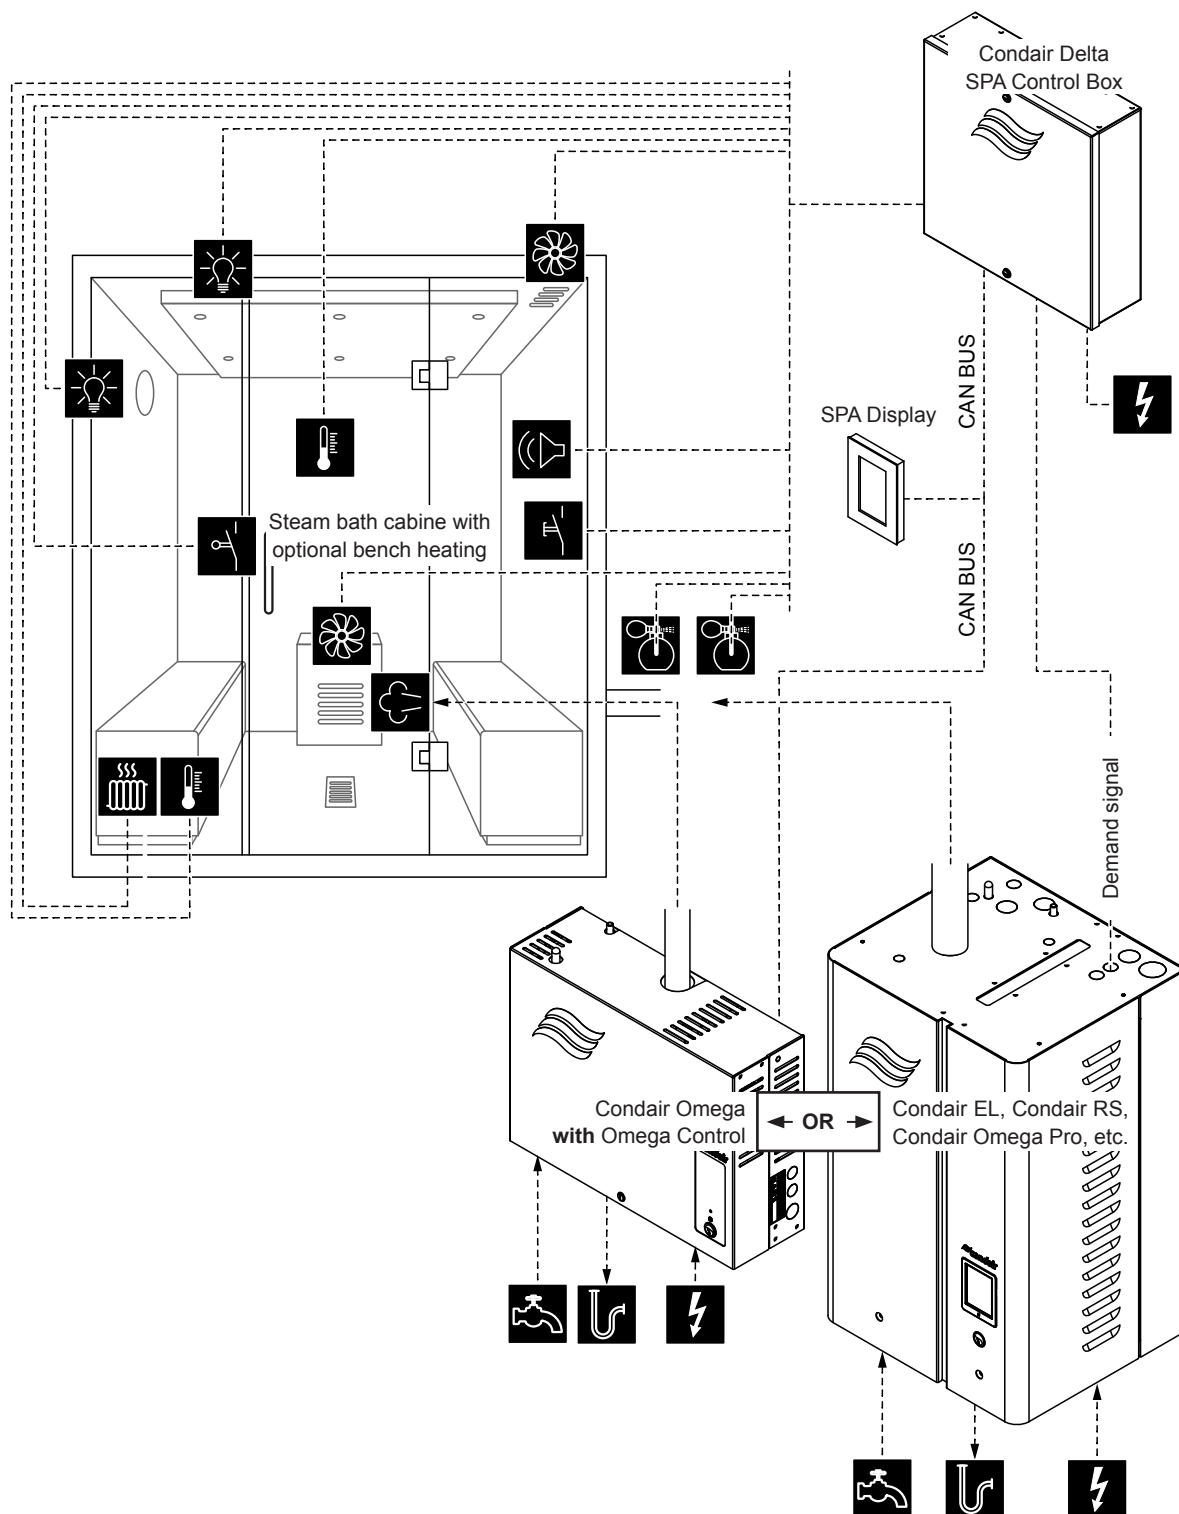 Condair Delta
SPA Control Box
CAN BUS
SPA Display
CAN BUS
Steam bath cabine with
optional bench heating
Demand signal
Condair Omega
with Omega Control
OR
Condair EL, Condair RS,
Condair Omega Pro, etc.